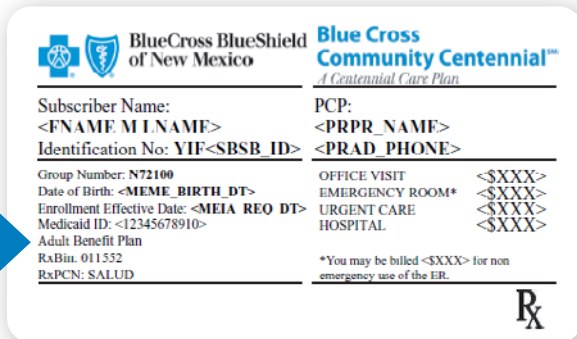 BlueCross BlueShield
of New Mexico
Blue Cross
Community Centennial℠
A Centennial Care Plan
Subscriber Name:
<FNAME M LNAME>
Identification No: YIF<SBSB_ID>
PCP:
<PRPR_NAME>
<PRAD_PHONE>
Group Number: N72100
Date of Birth: <MEME_BIRTH_DT>
Enrollment Effective Date: <MEIA_REQ_DT>
Medicaid ID: <12345678910>
Adult Benefit Plan
RxBin: 011552
RxPCN: SALUD
OFFICE VISIT <$XXX>
EMERGENCY ROOM* <$XXX>
URGENT CARE <$XXX>
HOSPITAL <$XXX>
*You may be billed <$XXX> for non
emergency use of the ER.
Rx